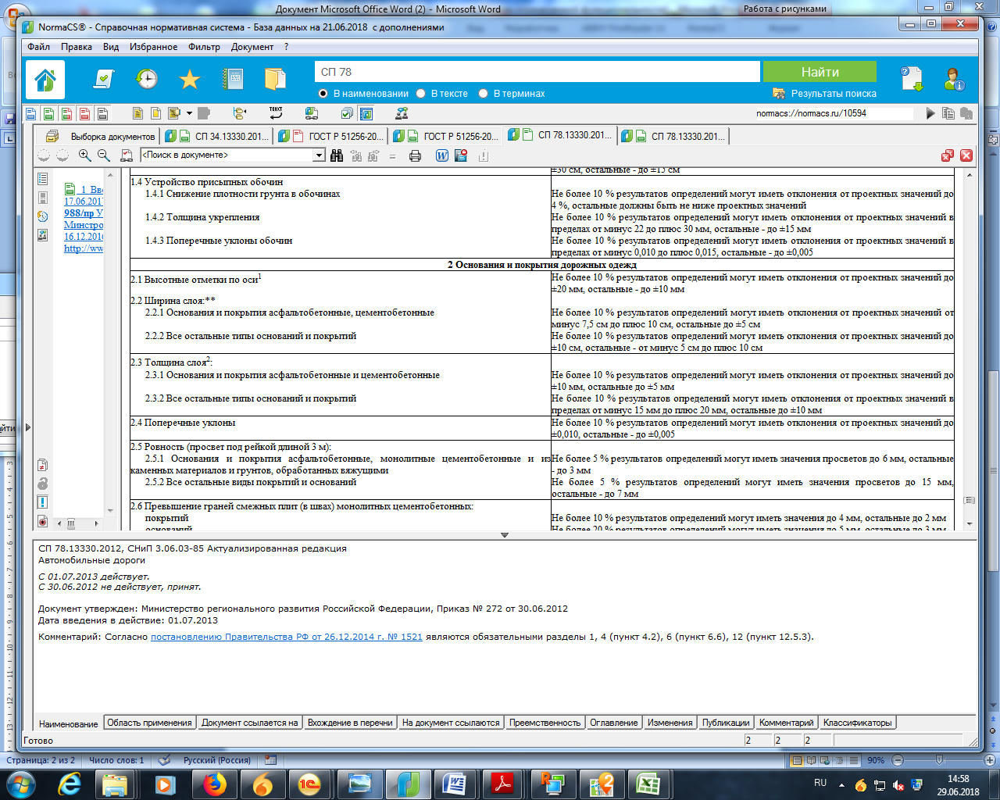 Документ Microsoft Office Word (2) - Microsoft Word
Работа с рисунками
NormaCS® - Справочная нормативная система - База данных на 21.06.2018 с дополнениями
Файл Правка Вид Избранное Фильтр Документ ?
СП 78
Найти
В наименовании В тексте В терминах
Результаты поиска
ТЕКСТ
normacs://normacs.ru/10594
Выборка документов
СП 34.13330.201...
ГОСТ Р 51256-20...
ГОСТ Р 51256-20...
СП 78.13330.201...
СП 78.13330.201...
<Поиск в документе>
1 Вве
17.06.201
988/пр У
Минстро
16.12.2016
http://ww
±30 см, остальные - до ±15 см
1.4 Устройство присыпных обочин
1.4.1 Снижение плотности грунта в обочинах
Не более 10 % результатов определений могут иметь отклонения от проектных значений до
4 %, остальные должны быть не ниже проектных значений
1.4.2 Толщина укрепления
Не более 10 % результатов определений могут иметь отклонения от проектных значений в
пределах от минус 22 до плюс 30 мм, остальные - до ±15 мм
1.4.3 Поперечные уклоны обочин
Не более 10 % результатов определений могут иметь отклонения от проектных значений в
пределах от минус 0,010 до плюс 0,015, остальные - до ±0,005
2 Основания и покрытия дорожных одежд
2.1 Высотные отметки по оси1
Не более 10 % результатов определений могут иметь отклонения от проектных значений до
±20 мм, остальные - до ±10 мм
2.2 Ширина слоя:**
2.2.1 Основания и покрытия асфальтобетонные, цементобетонные
Не более 10 % результатов определений могут иметь отклонения от проектных значений от
минус 7,5 см до плюс 10 см, остальные до ±5 см
2.2.2 Все остальные типы оснований и покрытий
Не более 10 % результатов определений могут иметь отклонения от проектных значений до
±10 см, остальные - от минус 5 см до плюс 10 см
2.3 Толщина слоя2:
2.3.1 Основания и покрытия асфальтобетонные и цементобетонные
Не более 10 % результатов определений могут иметь отклонения от проектных значений до
±10 мм, остальные до ±5 мм
2.3.2 Все остальные типы оснований и покрытий
Не более 10 % результатов определений могут иметь отклонения от проектных значений в
пределах от минус 15 мм до плюс 20 мм, остальные до ±10 мм
2.4 Поперечные уклоны
Не более 10 % результатов определений могут иметь отклонения от проектных значений до
±0,010, остальные - до ±0,005
2.5 Ровность (просвет под рейкой длиной 3 м):
2.5.1 Основания и покрытия асфальтобетонные, монолитные цементобетонные и из
каменных материалов и грунтов, обработанных вяжущими
Не более 5 % результатов определений могут иметь значения просветов до 6 мм, остальные
- до 3 мм
2.5.2 Все остальные виды покрытий и оснований
Не более 5 % результатов определений могут иметь значения просветов до 15 мм,
остальные - до 7 мм
2.6 Превышение граней смежных плит (в швах) монолитных цементобетонных:
покрытий
Не более 10 % результатов определений могут иметь значения до 4 мм, остальные до 2 мм
оснований
Не более 20 % результатов определений могут иметь значения до 5 мм, остальные до 3 мм
СП 78.13330.2012, СНиП 3.06.03-85 Актуализированная редакция
Автомобильные дороги
С 01.07.2013 действует.
С 30.06.2012 не действует, принят.
Документ утвержден: Министерство регионального развития Российской Федерации, Приказ № 272 от 30.06.2012
Дата введения в действие: 01.07.2013
Комментарий: Согласно постановлению Правительства РФ от 26.12.2014 г. № 1521 являются обязательными разделы 1, 4 (пункт 4.2), 6 (пункт 6.6), 12 (пункт 12.5.3).
Наименование Область применения Документ ссылается на Вхождение в перечни На документ ссылаются Преемственность Оглавление Изменения Публикации Комментарий Классификаторы
Готово
2 2 2
Страница: 2 из 2 Число слов: 1 Русский (Россия)
90%
RU
14:58
29.06.2018